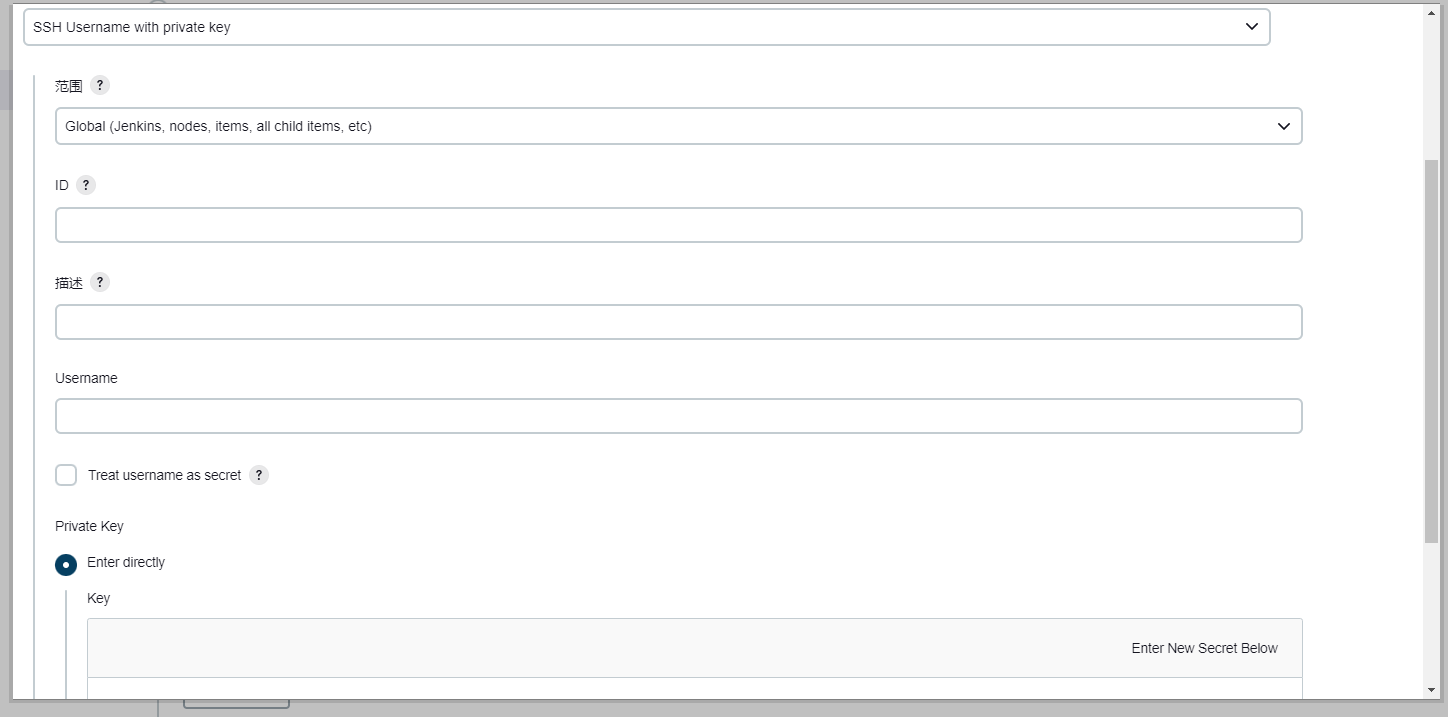 SSH Username with private key
范围 ?
Global (Jenkins, nodes, items, all child items, etc)
ID ?
描述 ?
Username
Treat username as secret ?
Private Key
Enter directly
Key
Enter New Secret Below